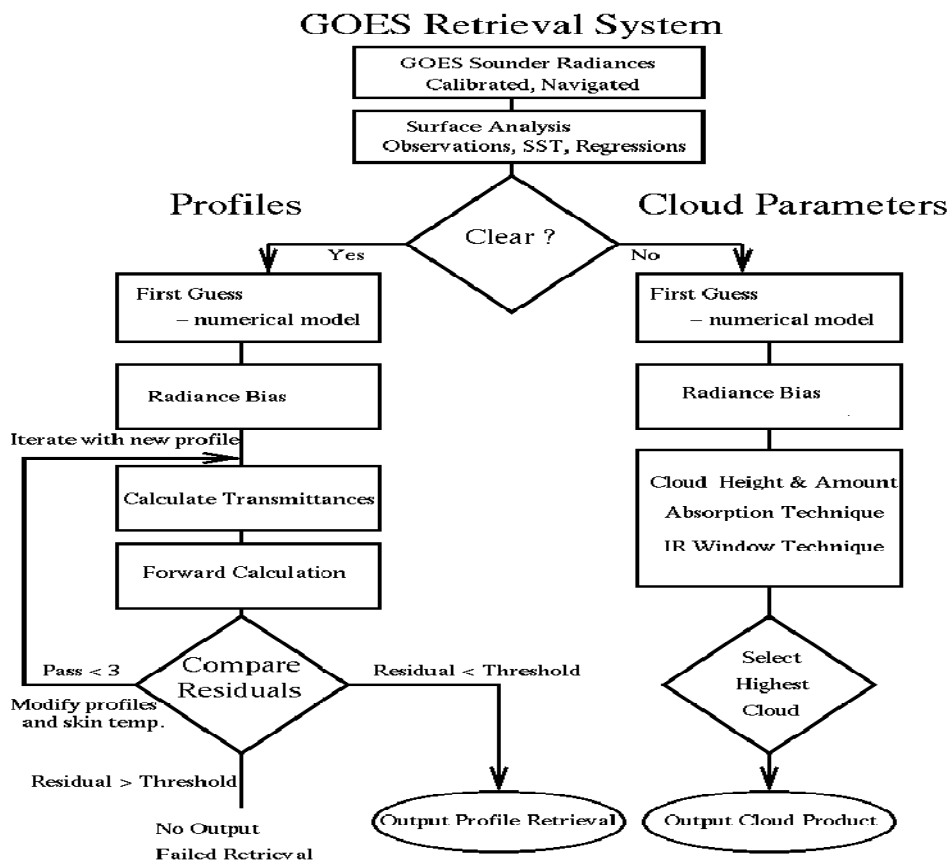 GOES Retrieval System
GOES Sounder Radiances
Calibrated, Navigated
Surface Analysis
Observations, SST, Regressions
Profiles
Cloud Parameters
Clear ?
Yes
No
First Guess
– numerical model
First Guess
– numerical model
Radiance Bias
Radiance Bias
Iterate with new profile
Calculate Transmittances
Cloud Height & Amount
Absorption Technique
IR Window Technique
Forward Calculation
Pass < 3
Compare
Residuals
Residual < Threshold
Modify profiles
and skin temp.
Select
Highest
Cloud
Residual > Threshold
No Output
Failed Retrieval
Output Profile Retrieval
Output Cloud Product